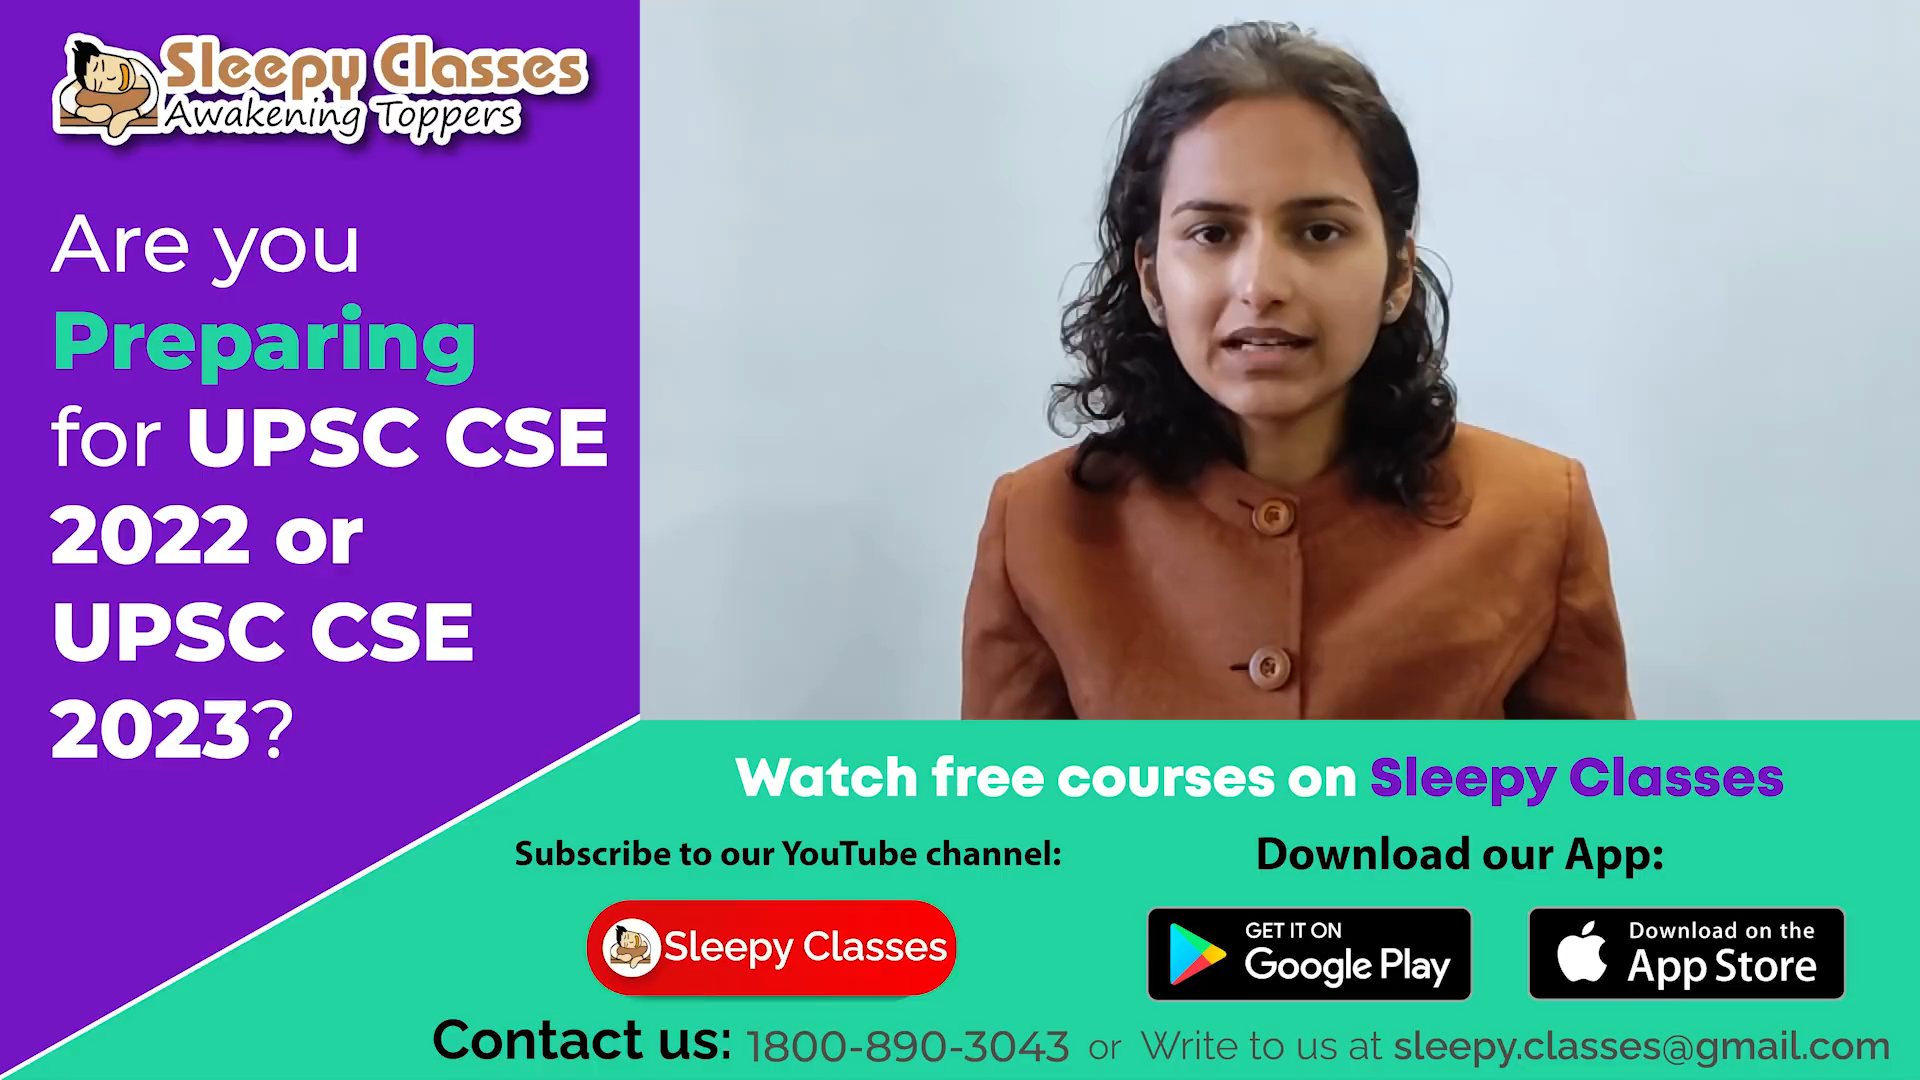 Sleepy Classes
Awakening Toppers
Are you
Preparing
for UPSC CSE
2022 or
UPSC CSE
2023?
Watch free courses on Sleepy Classes
Subscribe to our YouTube channel:
Sleepy Classes
Download our App:
GET IT ON
Google Play
Download on the
App Store
Contact us: 1800-890-3043 or Write to us at sleepy.classes@gmail.com